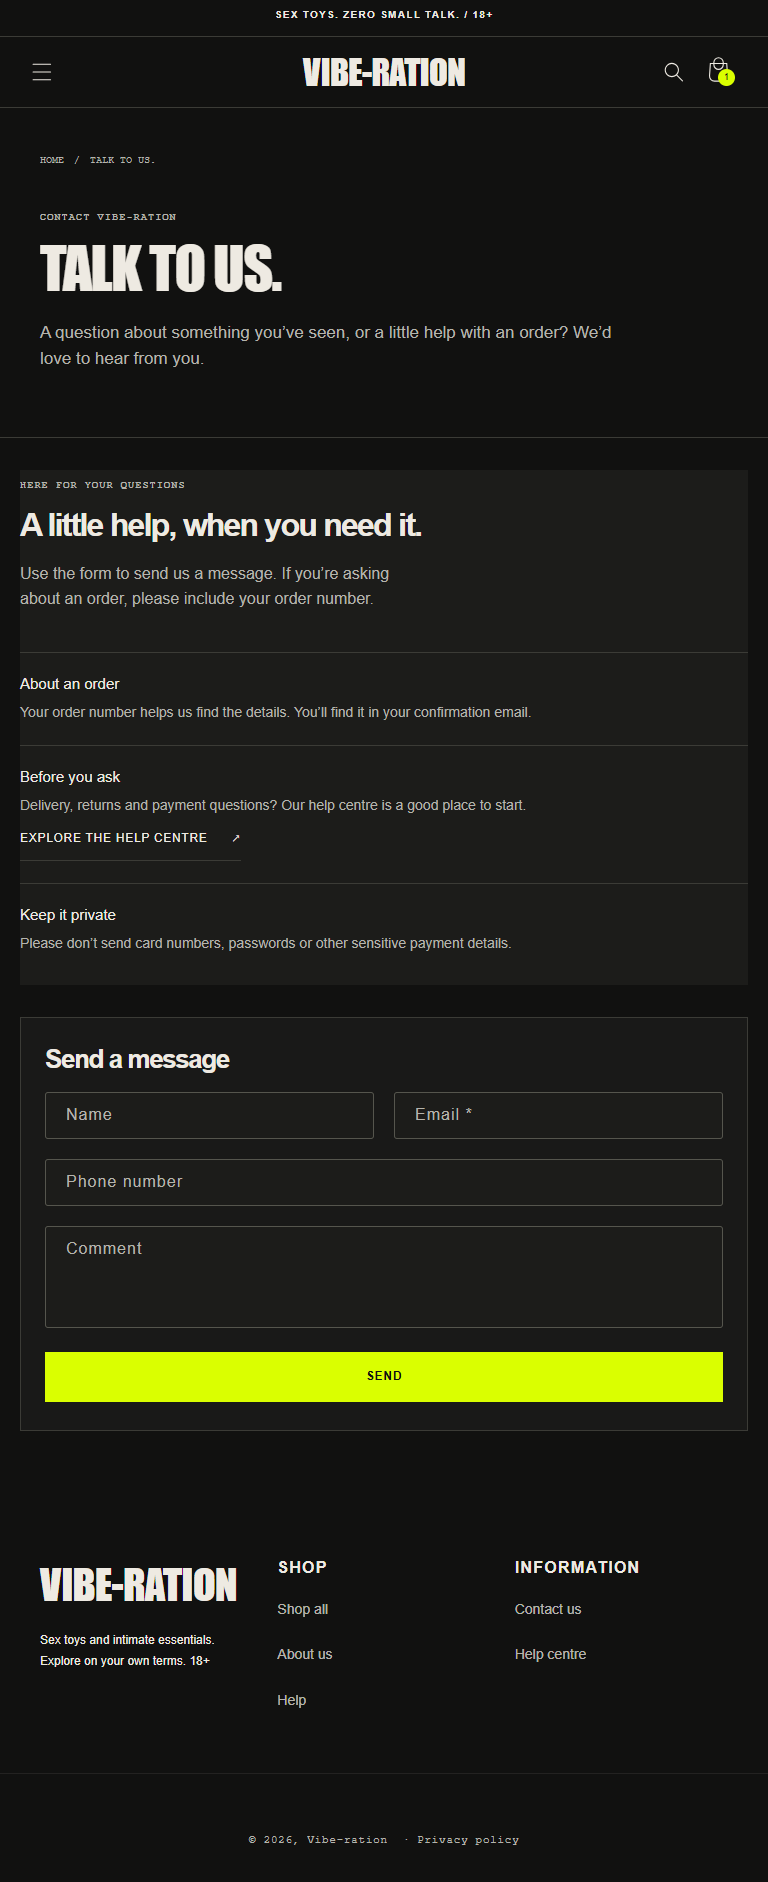 SEX TOYS. ZERO SMALL TALK. / 18+
VIBE-RATION
1
HOME / TALK TO US.
CONTACT VIBE-RATION
TALK TO US.
A question about something you’ve seen, or a little help with an order? We’d
love to hear from you.
HERE FOR YOUR QUESTIONS
A little help, when you need it.
Use the form to send us a message. If you’re asking
about an order, please include your order number.
About an order
Your order number helps us find the details. You’ll find it in your confirmation email.
Before you ask
Delivery, returns and payment questions? Our help centre is a good place to start.
EXPLORE THE HELP CENTRE ↗
Keep it private
Please don’t send card numbers, passwords or other sensitive payment details.
Send a message
Name
Email *
Phone number
Comment
SEND
VIBE-RATION
Sex toys and intimate essentials.
Explore on your own terms. 18+
SHOP
Shop all
About us
Help
INFORMATION
Contact us
Help centre
© 2026, Vibe-ration · Privacy policy